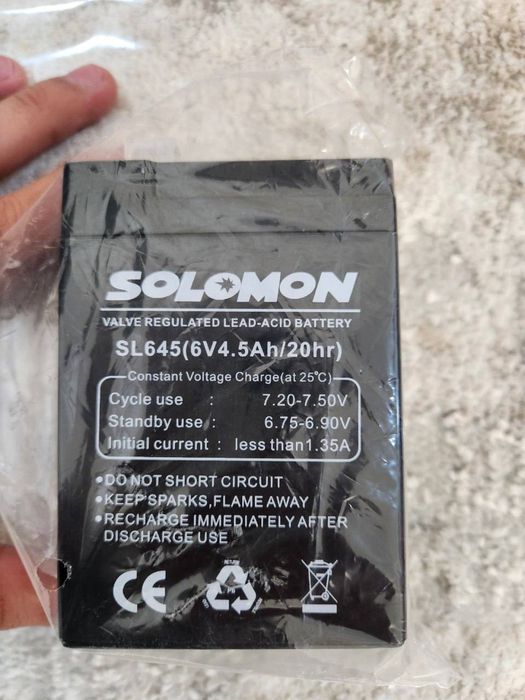 SOLOMON
VALVE REGULATED LEAD-ACID BATTERY
SL645(6V4.5Ah/20hr)
Constant Voltage Charge(at 25℃)
Cycle use : 7.20-7.50V
Standby use : 6.75-6.90V
Initial current : less than1.35A
•DO NOT SHORT CIRCUIT
•KEEP SPARKS,FLAME AWAY
•RECHARGE IMMEDIATELY AFTER
DISCHARGE USE
CE
Pb